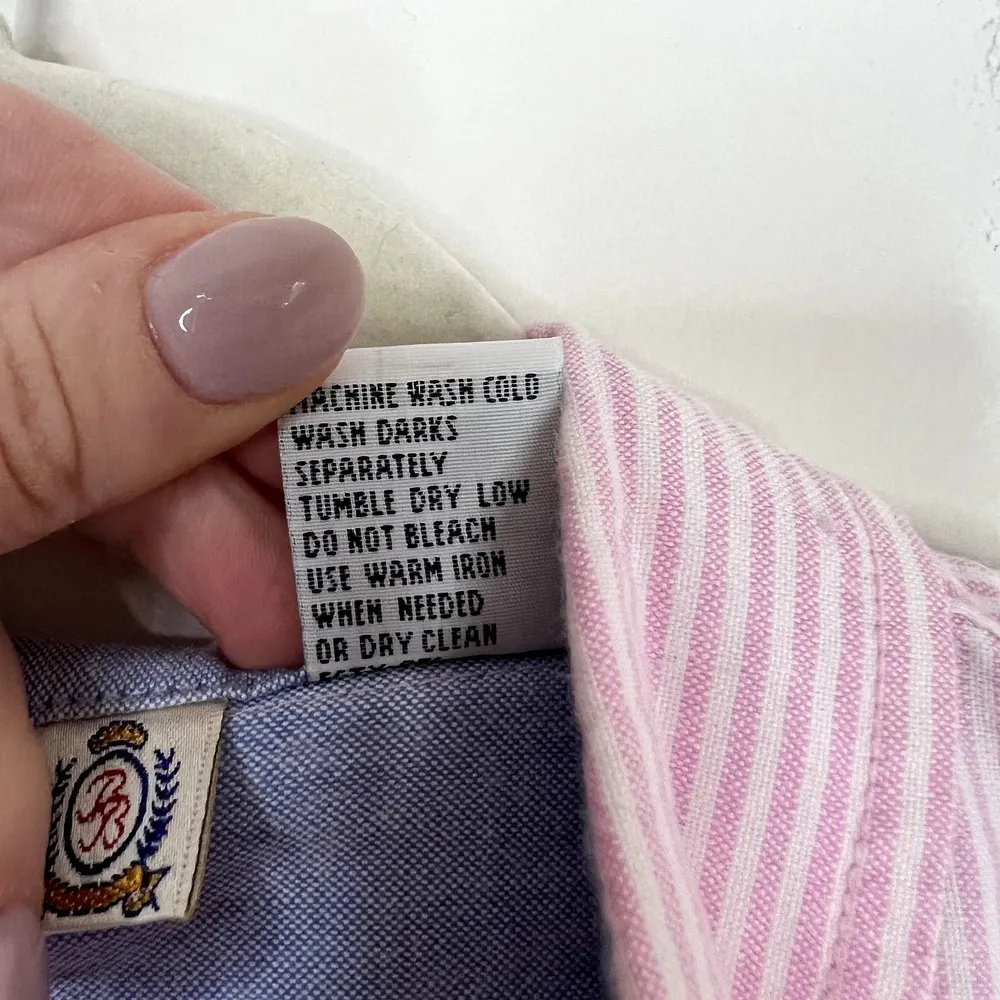 MACHINE WASH COLD
WASH DARKS
SEPARATELY
TUMBLE DRY LOW
DO NOT BLEACH
USE WARM IRON
WHEN NEEDED
OR DRY CLEAN